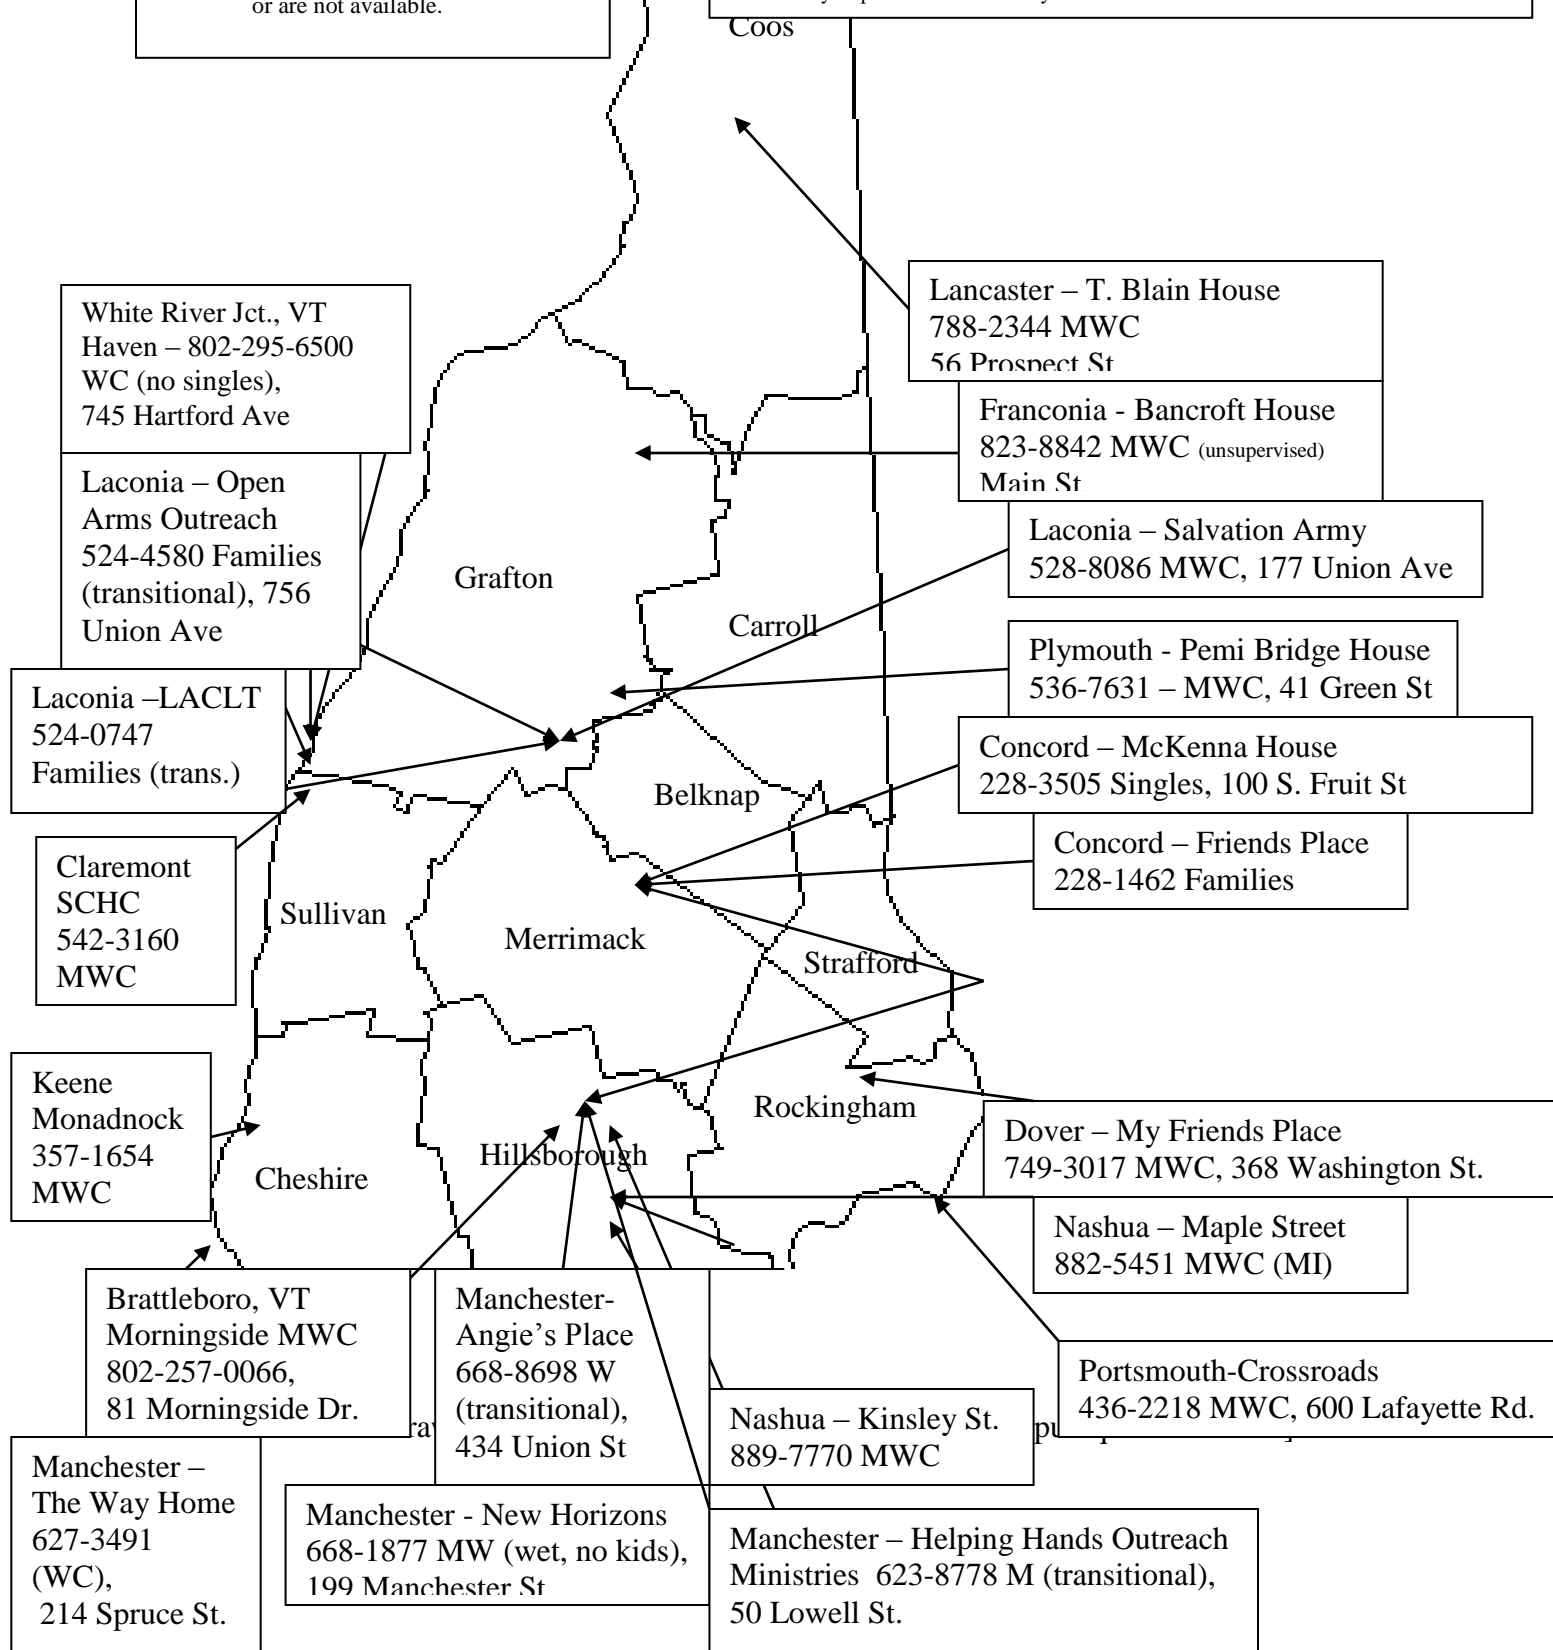 or are not available.
Coos
Lancaster – T. Blain House
788-2344 MWC
56 Prospect St
White River Jct., VT
Haven – 802-295-6500
WC (no singles),
745 Hartford Ave
Franconia - Bancroft House
823-8842 MWC (unsupervised)
Main St.
Laconia – Open
Arms Outreach
524-4580 Families
(transitional), 756
Union Ave
Laconia – Salvation Army
528-8086 MWC, 177 Union Ave
Grafton
Carroll
Plymouth - Pemi Bridge House
536-7631 – MWC, 41 Green St
Laconia –LACLT
524-0747
Families (trans.)
Concord – McKenna House
228-3505 Singles, 100 S. Fruit St
Belknap
Concord – Friends Place
228-1462 Families
Claremont
SCHC
542-3160
MWC
Sullivan
Merrimack
Strafford
Keene
Monadnock
357-1654
MWC
Rockingham
Dover – My Friends Place
749-3017 MWC, 368 Washington St.
Hillsborough
Cheshire
Nashua – Maple Street
882-5451 MWC (MI)
Brattleboro, VT
Morningside MWC
802-257-0066,
81 Morningside Dr.
Manchester-
Angie’s Place
668-8698 W
(transitional),
434 Union St
Portsmouth-Crossroads
436-2218 MWC, 600 Lafayette Rd.
Nashua – Kinsley St.
889-7770 MWC
Manchester –
The Way Home
627-3491
(WC),
214 Spruce St.
Manchester - New Horizons
668-1877 MW (wet, no kids),
199 Manchester St
Manchester – Helping Hands Outreach
Ministries 623-8778 M (transitional),
50 Lowell St.